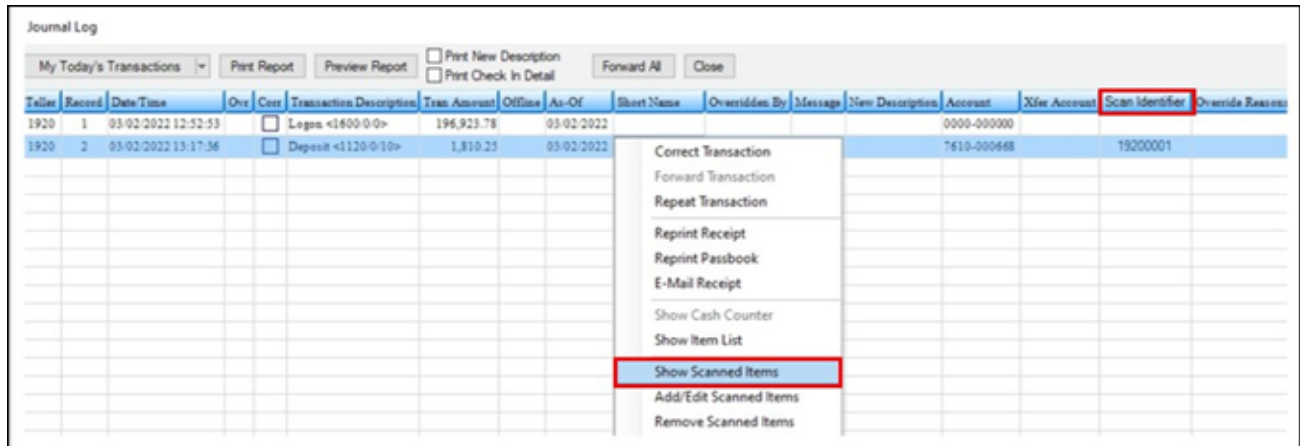 Journal Log
My Today's Transactions Print Report Preview Report Print New Description Forward All Close
Print Check In Detail
Teller Record Date/Time Ovr Corr Transaction Description Tran Amount Offline As-Of Short Name Overridden By Message New Description Account Xfer Account Scan Identifier Override Reasons
1920 1 03/02/2022 12:52:53 Logon <1600/0/0> 196,923.78 03/02/2022 0000-000000
1920 2 03/02/2022 13:17:36 Deposit <1120/0/10> 1,810.25 03/02/2022 7610-000668 19200001
Correct Transaction
Forward Transaction
Repeat Transaction
Reprint Receipt
Reprint Passbook
E-Mail Receipt
Show Cash Counter
Show Item List
Show Scanned Items
Add/Edit Scanned Items
Remove Scanned Items